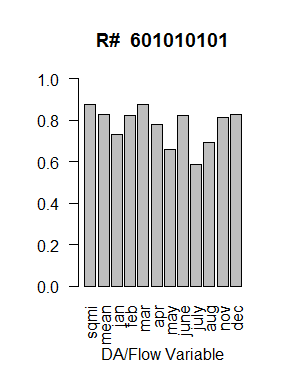 R# 601010101
1.0
0.8
0.6
0.4
0.2
0.0
sqmi
mean
jan
feb
mar
apr
may
june
july
aug
nov
dec
DA/Flow Variable